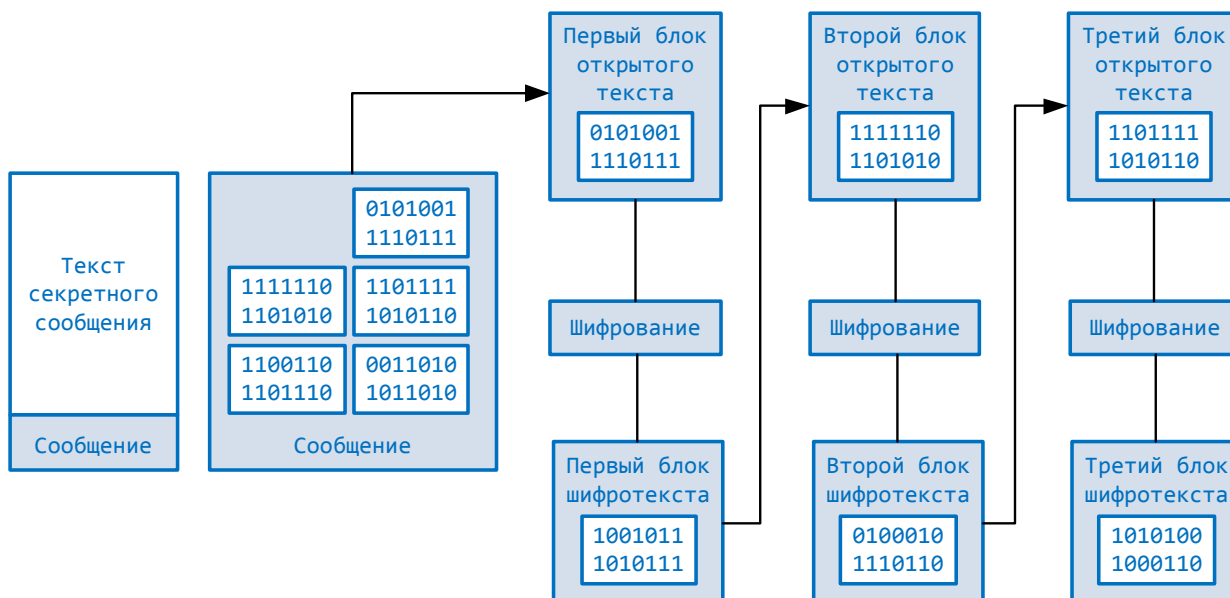 Текст
секретного
сообщения
Сообщение
0101001
1110111
1111110
1101010
1101111
1010110
1100110
1101110
0011010
1011010
Сообщение
Первый блок
открытого
текста
0101001
1110111
Шифрование
Первый блок
шифротекста
1001011
1010111
Второй блок
открытого
текста
1111110
1101010
Шифрование
Второй блок
шифротекста
0100010
1110110
Третий блок
открытого
текста
1101111
1010110
Шифрование
Третий блок
шифротекста
1010100
1000110